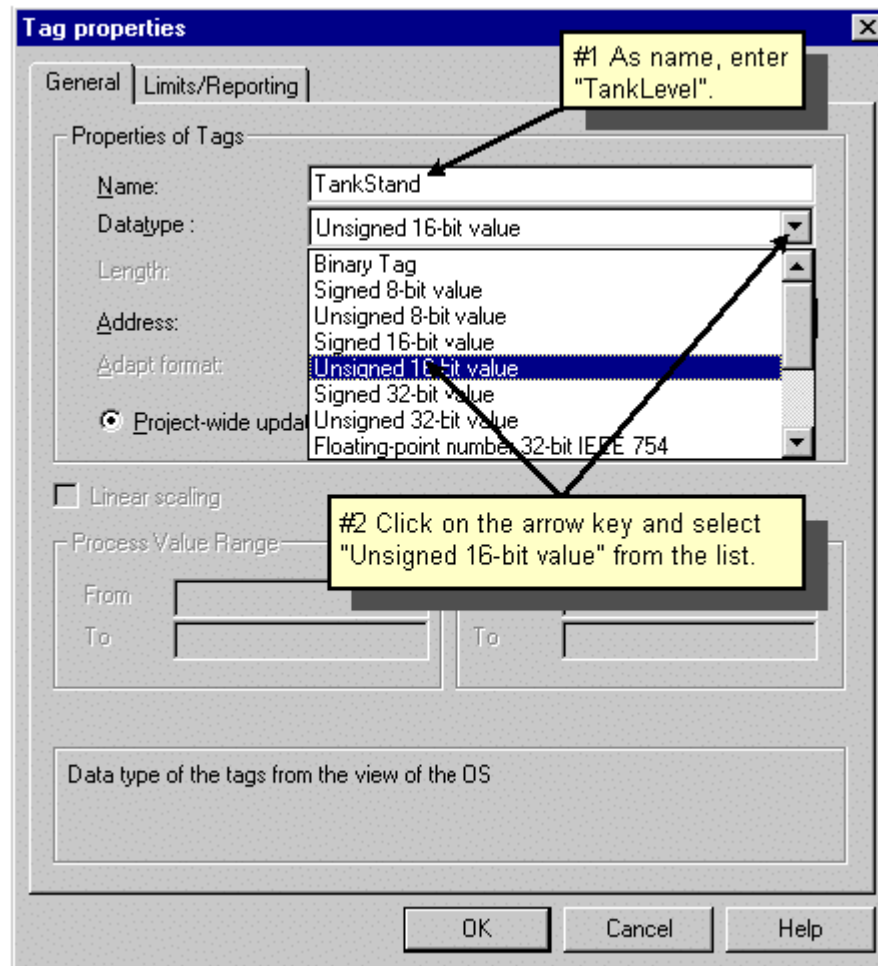 Tag properties
#1 As name, enter
"TankLevel".
General
Limits/Reporting
Properties of Tags
Name:
TankStand
Datatype :
Unsigned 16-bit value
Length:
Binary Tag
Signed 8-bit value
Unsigned 8-bit value
Address:
Signed 16-bit value
Adapt format:
Unsigned 16-bit value
Signed 32-bit value
Project-wide
Unsigned 32-bit value
Floating-point number 32-bit IEEE 754
Linear scaling
#2 Click on the arrow key and select
"Unsigned 16-bit value" from the list.
Process Value Range
From
To
To
Data type of the tags from the view of the OS
OK
Cancel
Help